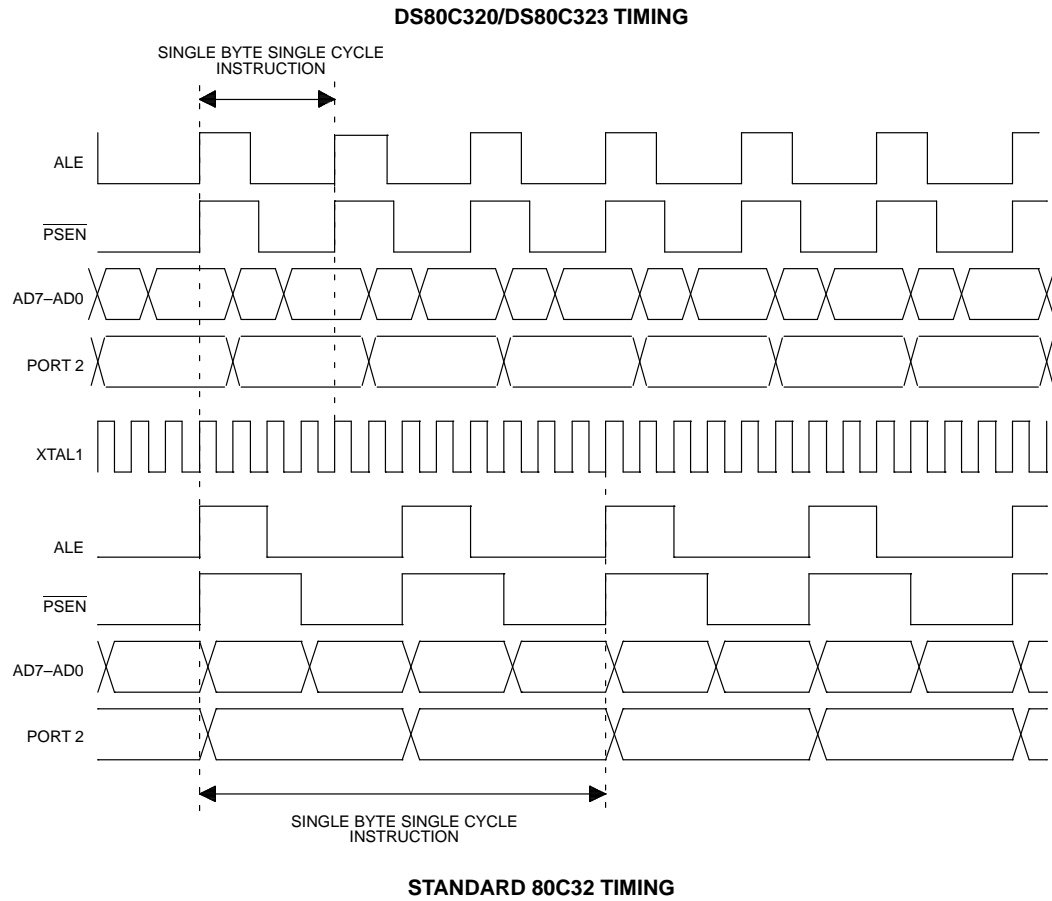 DS80C320/DS80C323 TIMING
SINGLE BYTE SINGLE CYCLE
INSTRUCTION
ALE
PSEN
AD7–AD0
PORT 2
XTAL1
ALE
PSEN
AD7–AD0
PORT 2
SINGLE BYTE SINGLE CYCLE
INSTRUCTION
STANDARD 80C32 TIMING